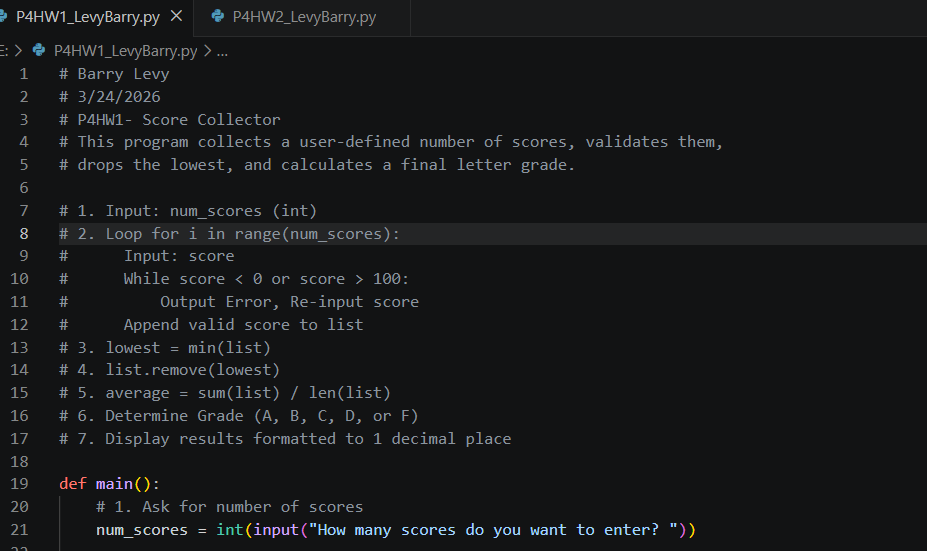 P4HW1_LevyBarry.py P4HW2_LevyBarry.py
E: > P4HW1_LevyBarry.py > ...
1 # Barry Levy
2 # 3/24/2026
3 # P4HW1- Score Collector
4 # This program collects a user-defined number of scores, validates them,
5 # drops the lowest, and calculates a final letter grade.
6
7 # 1. Input: num_scores (int)
8 # 2. Loop for i in range(num_scores):
9 #      Input: score
10 #      While score < 0 or score > 100:
11 #          Output Error, Re-input score
12 #      Append valid score to list
13 # 3. lowest = min(list)
14 # 4. list.remove(lowest)
15 # 5. average = sum(list) / len(list)
16 # 6. Determine Grade (A, B, C, D, or F)
17 # 7. Display results formatted to 1 decimal place
18
19 def main():
20     # 1. Ask for number of scores
21     num_scores = int(input("How many scores do you want to enter? "))